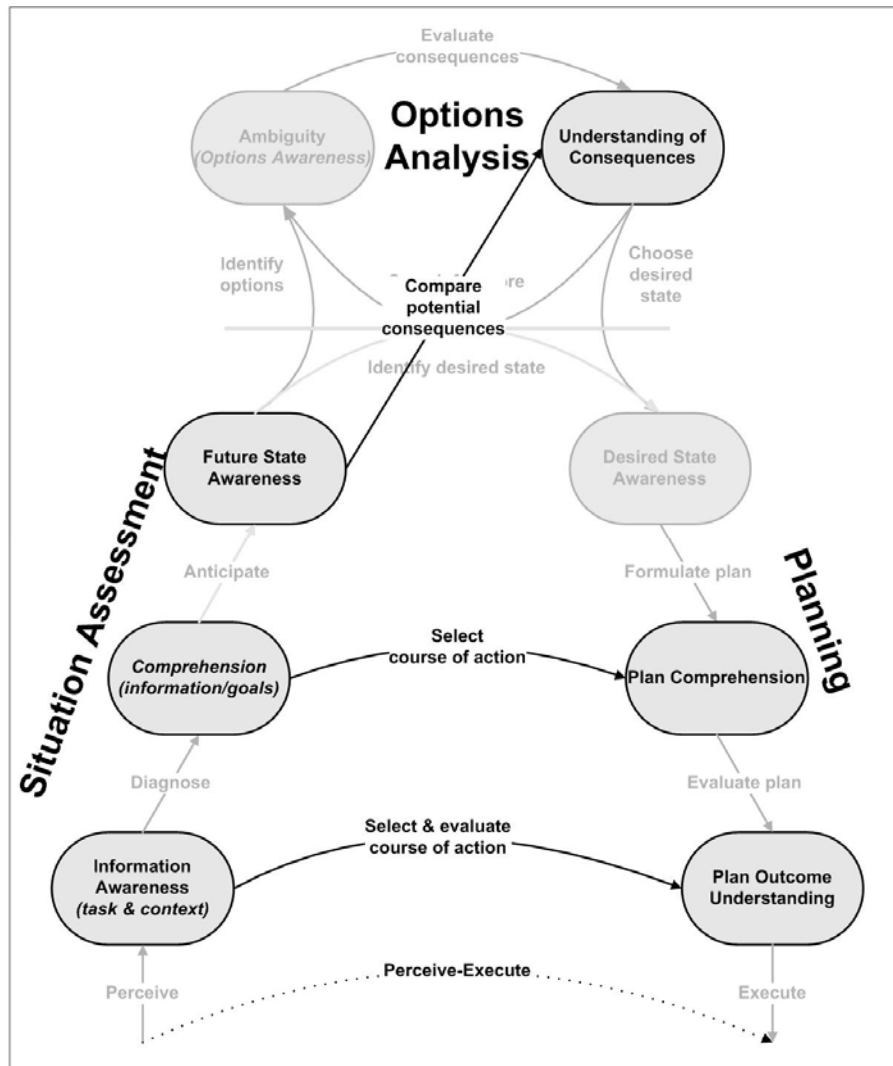 Evaluate
consequences
Options
Analysis
Ambiguity
(Options Awareness)
Understanding of
Consequences
Identify
options
Choose
desired
state
Compare
potential
consequences
Identify desired state
Future State
Awareness
Desired State
Awareness
Situation Assessment
Planning
Anticipate
Formulate plan
Select
course of action
Comprehension
(information/goals)
Plan Comprehension
Diagnose
Evaluate plan
Select & evaluate
course of action
Information
Awareness
(task & context)
Plan Outcome
Understanding
Perceive-Execute
Perceive
Execute